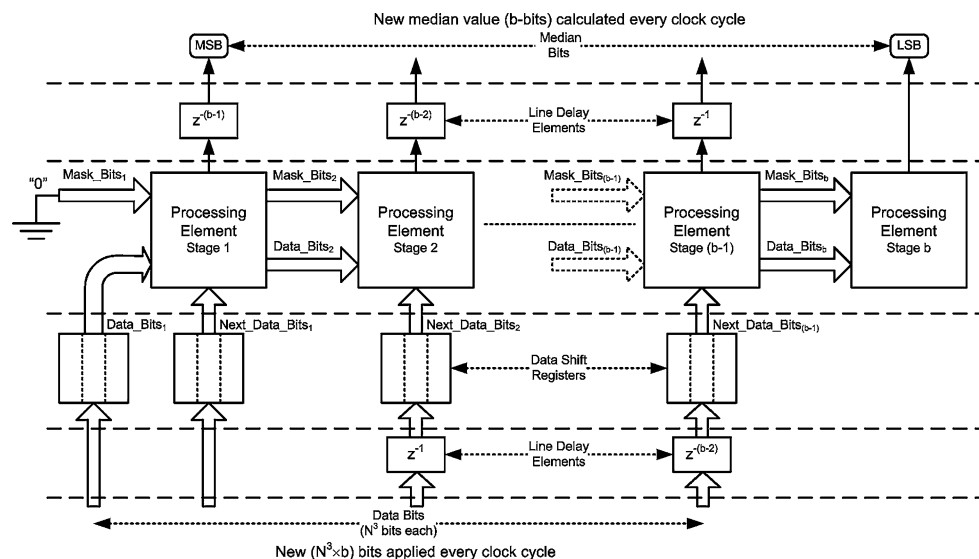 New median value (b-bits) calculated every clock cycle
MSB
Median
Bits
LSB
z-(b-1)
z-(b-2)
Line Delay
Elements
z-1
"0"
Mask_Bits1
Mask_Bits2
Mask_Bits(b-1)
Mask_Bitsb
Processing
Element
Stage 1
Processing
Element
Stage 2
Processing
Element
Stage (b-1)
Processing
Element
Stage b
Data_Bits2
Data_Bits(b-1)
Data_Bitsb
Data_Bits1
Next_Data_Bits1
Next_Data_Bits2
Next_Data_Bits(b-1)
Data Shift
Registers
z-1
Line Delay
Elements
z-(b-2)
Data Bits
(N3 bits each)
New (N3×b) bits applied every clock cycle